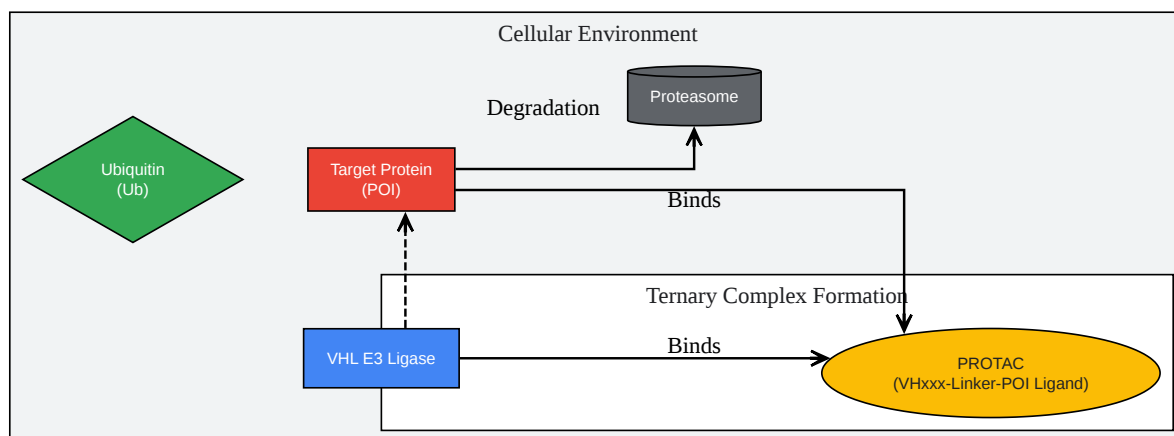 Cellular Environment
Proteasome
Degradation
Ubiquitin
(Ub)
Target Protein
(POI)
Binds
Ternary Complex Formation
VHL E3 Ligase
Binds
PROTAC
(VHxxx-Linker-POI Ligand)